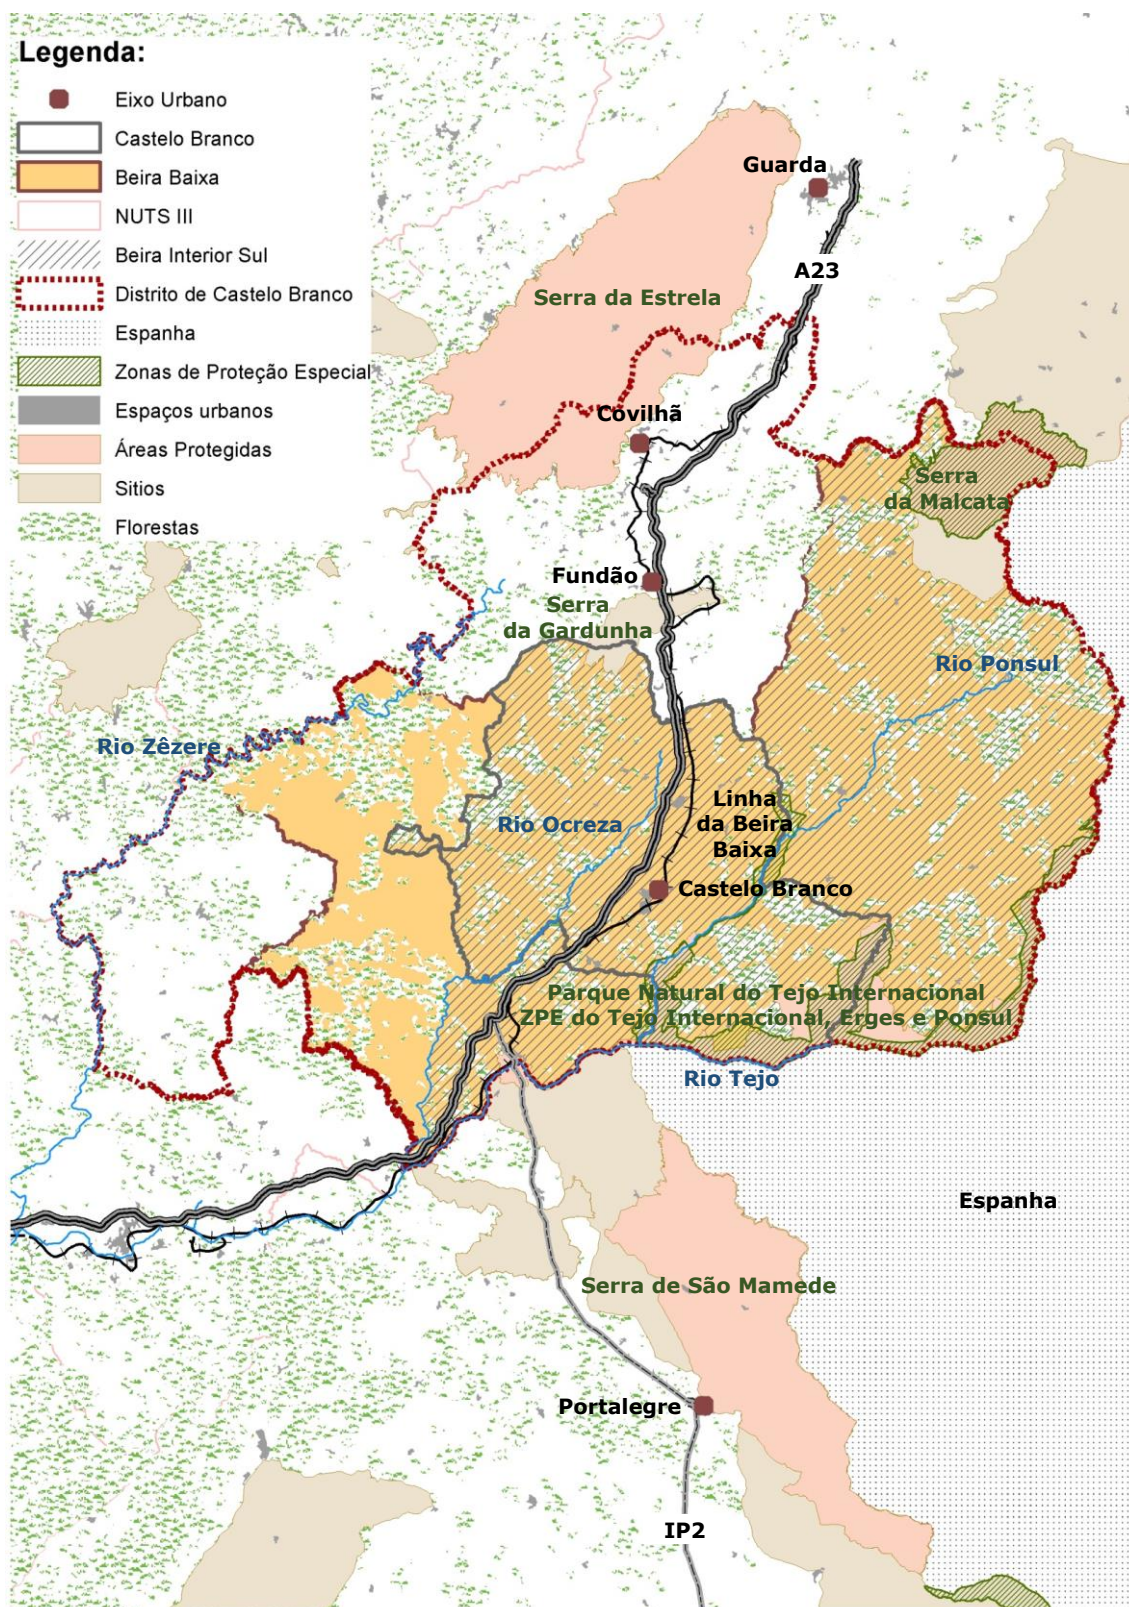 Legenda:
Eixo Urbano
Castelo Branco
Beira Baixa
NUTS III
Beira Interior Sul
Distrito de Castelo Branco
Espanha
Zonas de Proteção Especial
Espaços urbanos
Áreas Protegidas
Sitios
Florestas
Guarda
A23
Serra da Estrela
Covilhã
Serra
da Malcata
Fundão
Serra
da Gardunha
Rio Ponsul
Rio Zêzere
Linha
da Beira
Baixa
Rio Ocreza
Castelo Branco
Parque Natural do Tejo Internacional
ZPE do Tejo Internacional, Erges e Ponsul
Rio Tejo
Espanha
Serra de São Mamede
Portalegre
IP2